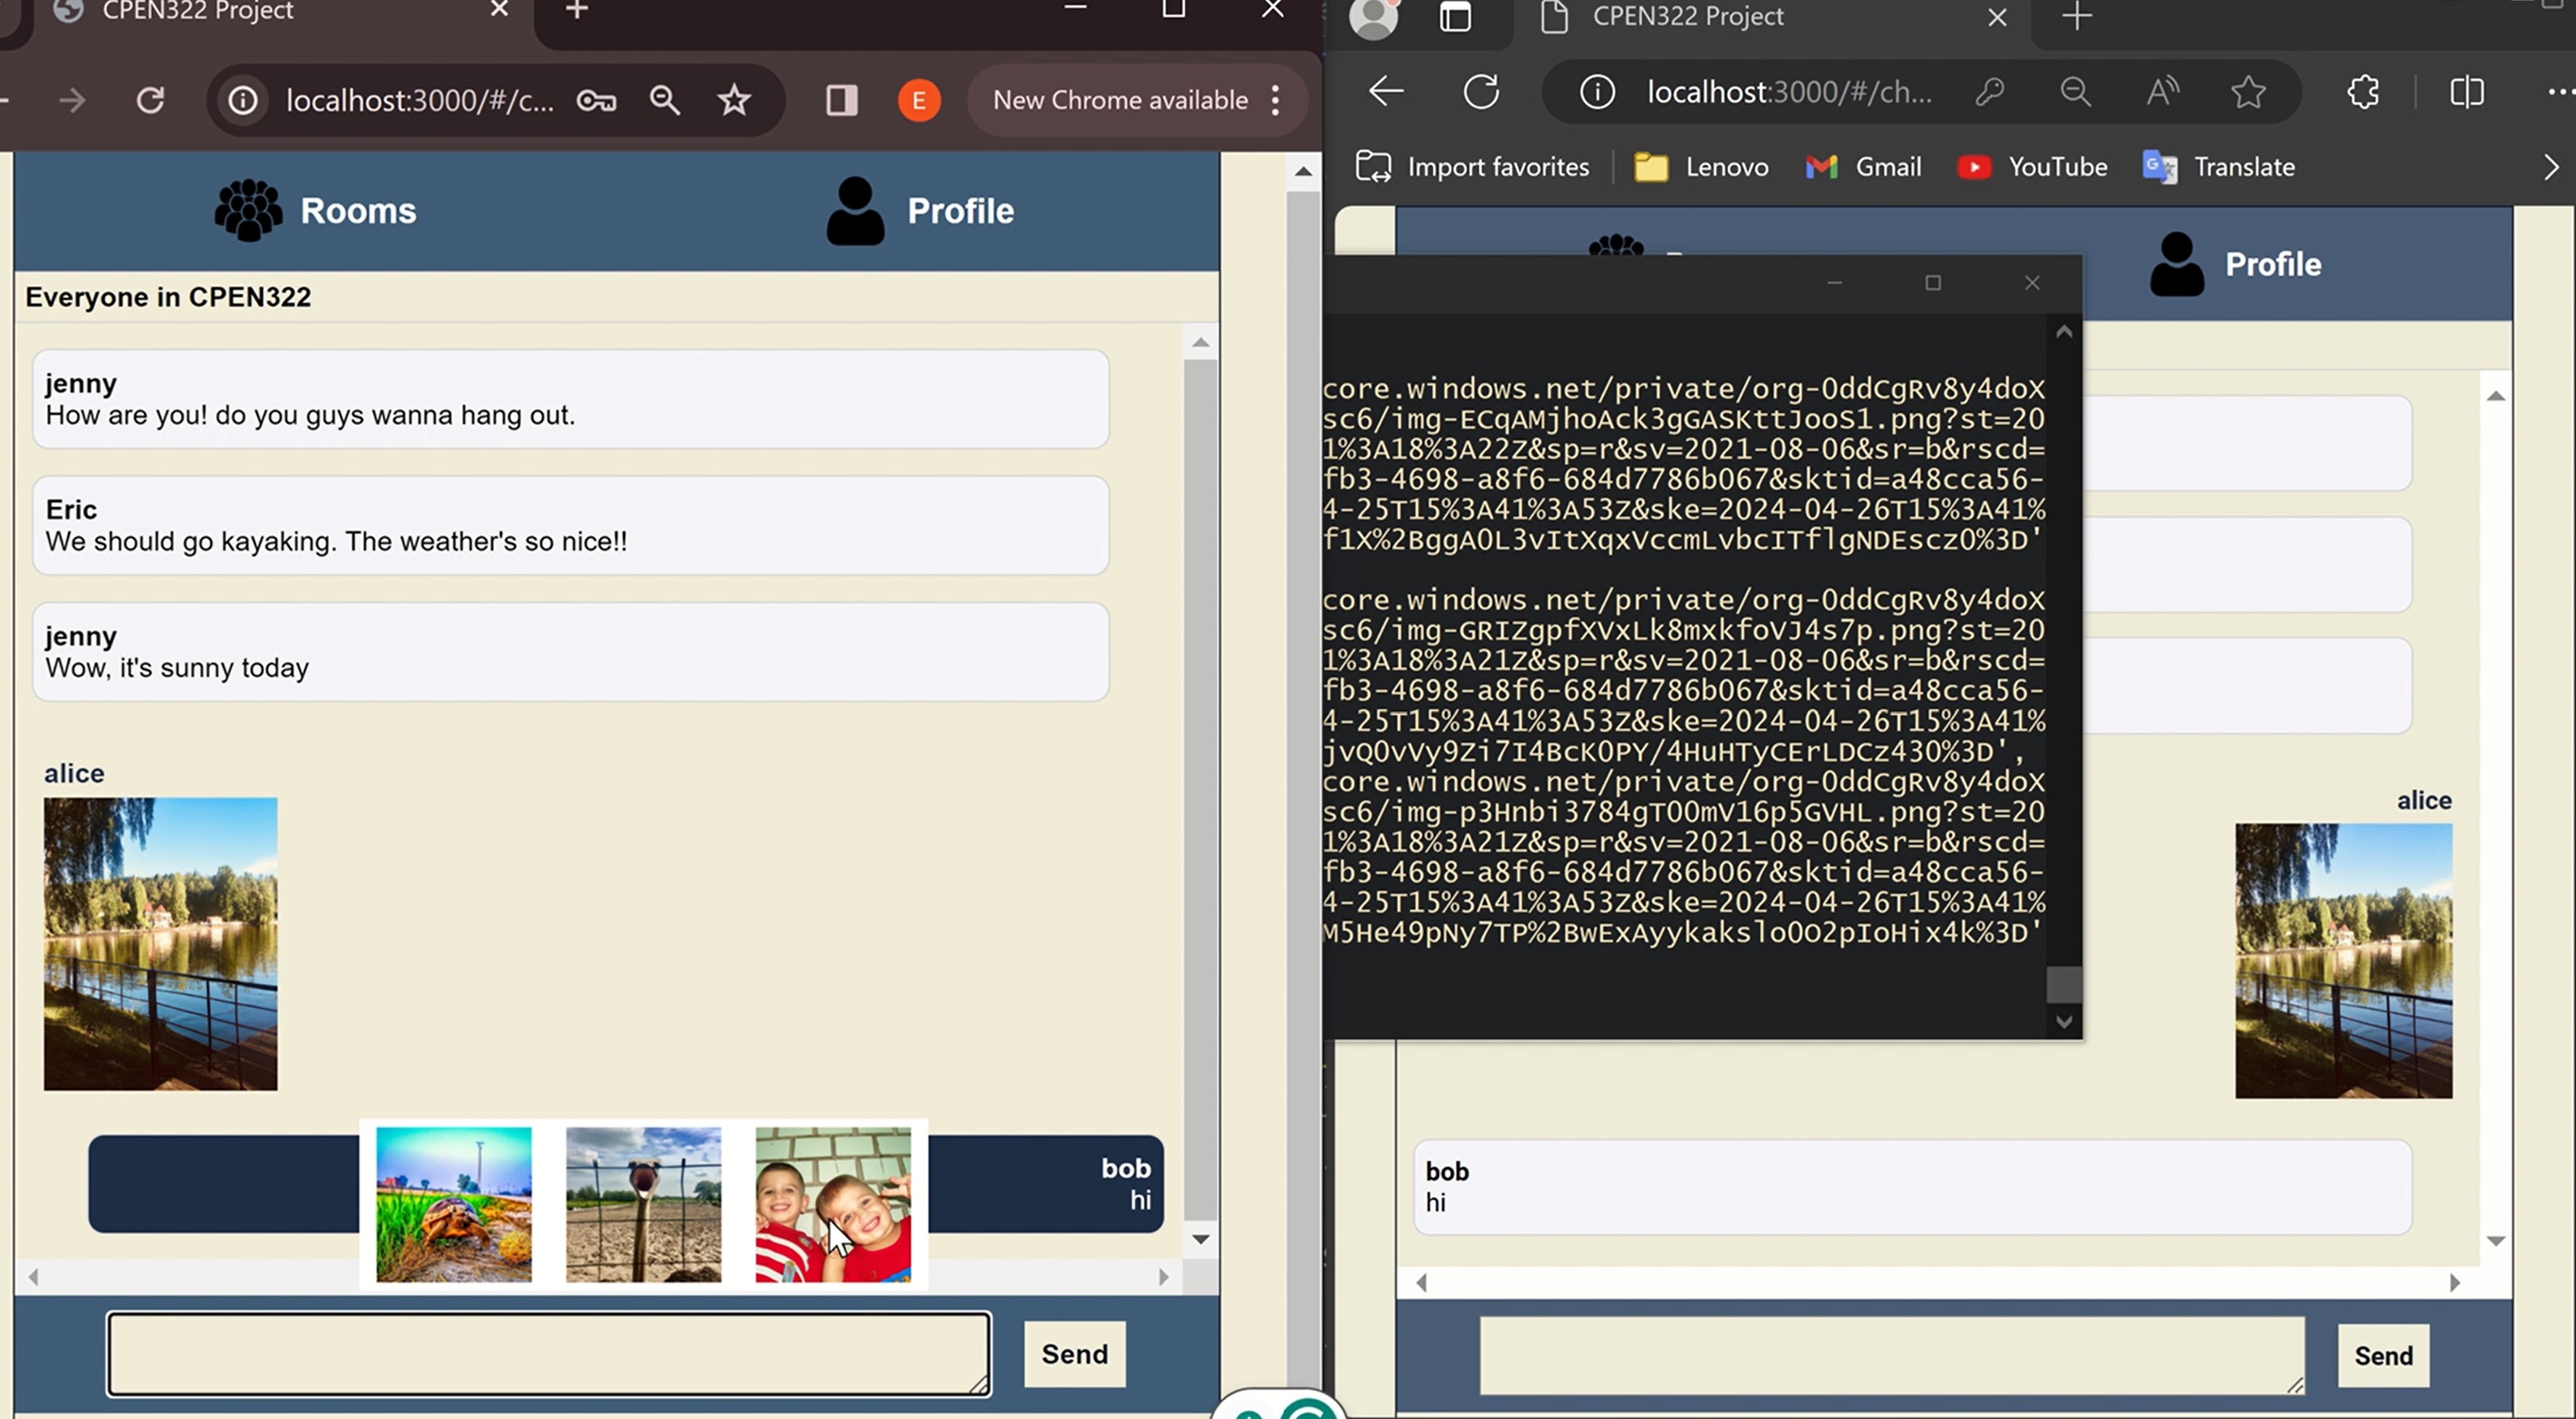 CPEN322 Project
localhost:3000/#/c...
E
New Chrome available
Rooms
Profile
Everyone in CPEN322
jenny
How are you! do you guys wanna hang out.
Eric
We should go kayaking. The weather's so nice!!
jenny
Wow, it's sunny today
alice
bob
hi
Send
CPEN322 Project
localhost:3000/#/ch...
Import favorites
Lenovo
Gmail
YouTube
Translate
Profile
core.windows.net/private/org-0ddCgRv8y4doX
sc6/img-ECqAMjhoAck3gGASKttJooS1.png?st=20
1%3A18%3A22Z&sp=r&sv=2021-08-06&sr=b&rscd=
fb3-4698-a8f6-684d7786b067&sktid=a48cca56-
4-25T15%3A41%3A53Z&ske=2024-04-26T15%3A41%
f1X%2BggA0L3vItXqxVccmLvbcITflgNDEscz0%3D'
core.windows.net/private/org-0ddCgRv8y4doX
sc6/img-GRIZgpfXVxLk8mxkfoVJ4s7p.png?st=20
1%3A18%3A21Z&sp=r&sv=2021-08-06&sr=b&rscd=
fb3-4698-a8f6-684d7786b067&sktid=a48cca56-
4-25T15%3A41%3A53Z&ske=2024-04-26T15%3A41%
jvQ0vVy9Zi7I4BcK0PY/4HuHTyCErLDCz430%3D',
core.windows.net/private/org-0ddCgRv8y4doX
sc6/img-p3Hnbi3784gT00mV16p5GVHL.png?st=20
1%3A18%3A21Z&sp=r&sv=2021-08-06&sr=b&rscd=
fb3-4698-a8f6-684d7786b067&sktid=a48cca56-
4-25T15%3A41%3A53Z&ske=2024-04-26T15%3A41%
M5He49pNy7TP%2BwExAyykakslo0O2pIoHix4k%3D'
alice
bob
hi
Send